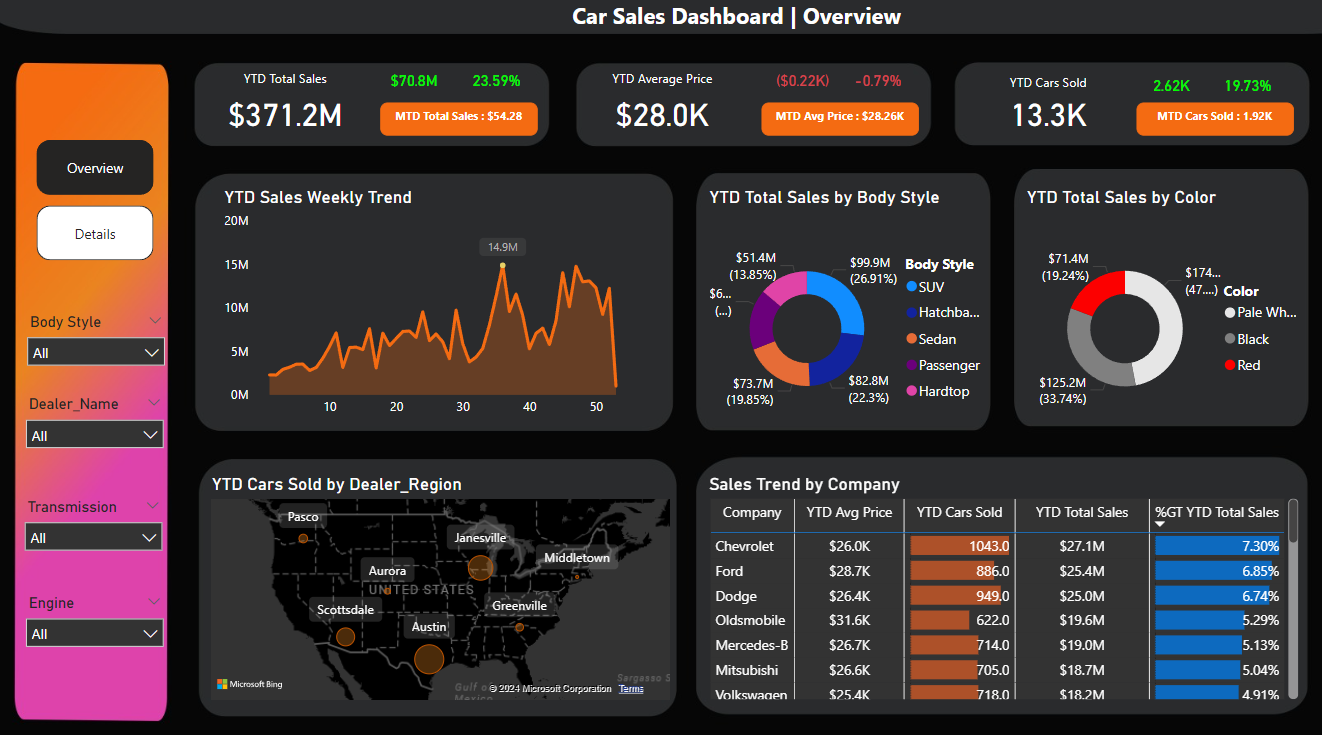 Car Sales Dashboard | Overview
Overview
Details
Body Style
All
Dealer_Name
All
Transmission
All
Engine
All
YTD Total Sales
$70.8M 23.59%
$371.2M
MTD Total Sales : $54.28
YTD Average Price
($0.22K) -0.79%
$28.0K
MTD Avg Price : $28.26K
YTD Cars Sold
2.62K 19.73%
13.3K
MTD Cars Sold : 1.92K
YTD Sales Weekly Trend
20M
15M
10M
5M
0M
14.9M
10 20 30 40 50
YTD Total Sales by Body Style
$51.4M
(13.85%)
$99.9M
(26.91%)
$6...
(...)
$73.7M
(19.85%)
$82.8M
(22.3%)
Body Style
SUV
Hatchba...
Sedan
Passenger
Hardtop
YTD Total Sales by Color
$71.4M
(19.24%)
$174...
(47....)
$125.2M
(33.74%)
Color
Pale Wh...
Black
Red
YTD Cars Sold by Dealer_Region
Pasco
Janesville
Middletown
Aurora
UNITED STATES
Scottsdale
Greenville
Austin
Sargasso S
Gulf of
Mexico
Microsoft Bing
© 2024 Microsoft Corporation Terms
Sales Trend by Company
Company YTD Avg Price YTD Cars Sold YTD Total Sales %GT YTD Total Sales
Chevrolet $26.0K 1043.0 $27.1M 7.30%
Ford $28.7K 886.0 $25.4M 6.85%
Dodge $26.4K 949.0 $25.0M 6.74%
Oldsmobile $31.6K 622.0 $19.6M 5.29%
Mercedes-B $26.7K 714.0 $19.0M 5.13%
Mitsubishi $26.6K 705.0 $18.7M 5.04%
Volkswagen $25.4K 718.0 $18.2M 4.91%